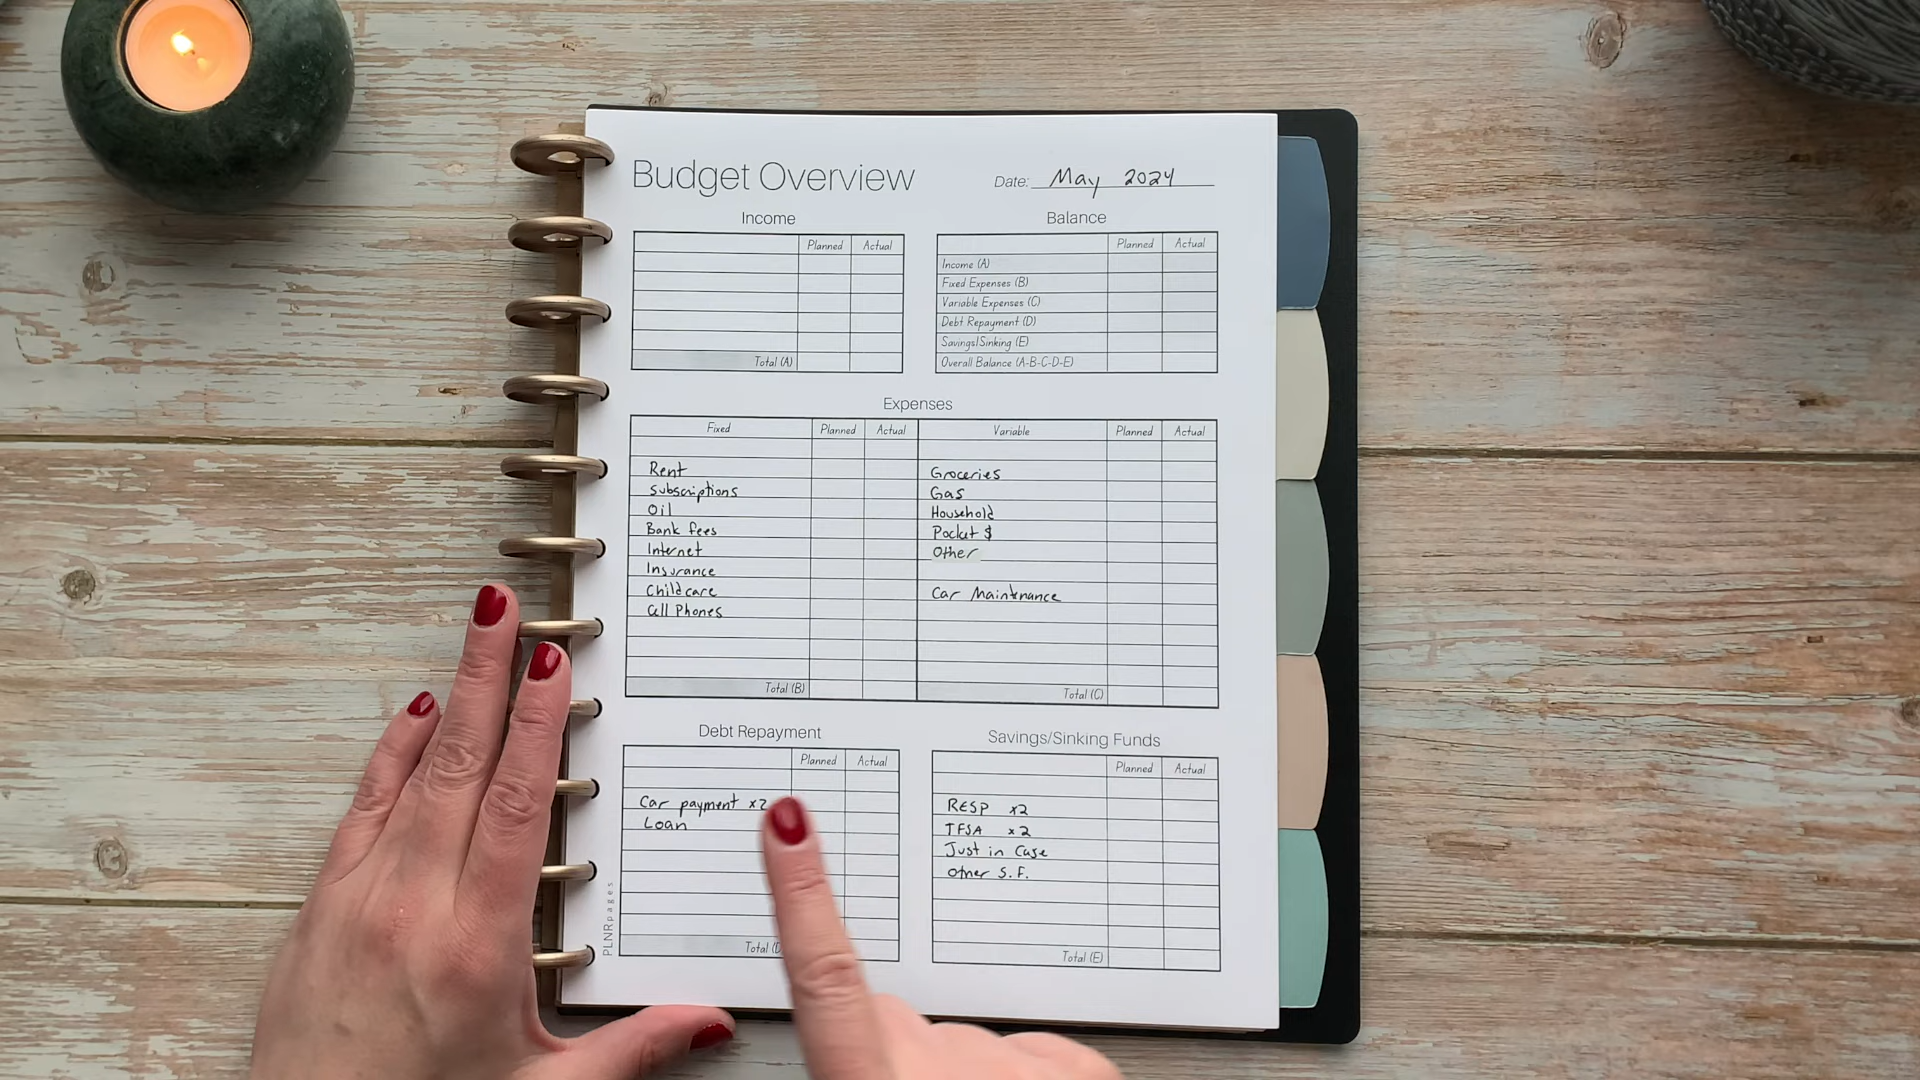 Budget Overview
Date: May 2024
Income
Planned Actual
Total (A)
Balance
Planned Actual
Income (A)
Fixed Expenses (B)
Variable Expenses (C)
Debt Repayment (D)
Savings/Sinking (E)
Overall Balance (A-B-C-D-E)
Expenses
Fixed Planned Actual
Rent
Subscriptions
Oil
Bank fees
Internet
Insurance
Childcare
Cell Phones
Total (B)
Variable Planned Actual
Groceries
Gas
Household
Pocket $
Other
Car Maintenance
Total (C)
Debt Repayment
Planned Actual
Car payment x2
Loan
Total (D
Savings/Sinking Funds
Planned Actual
RESP x2
TFSA x2
Just in Case
Other S.F.
Total (E)
PLNRpages